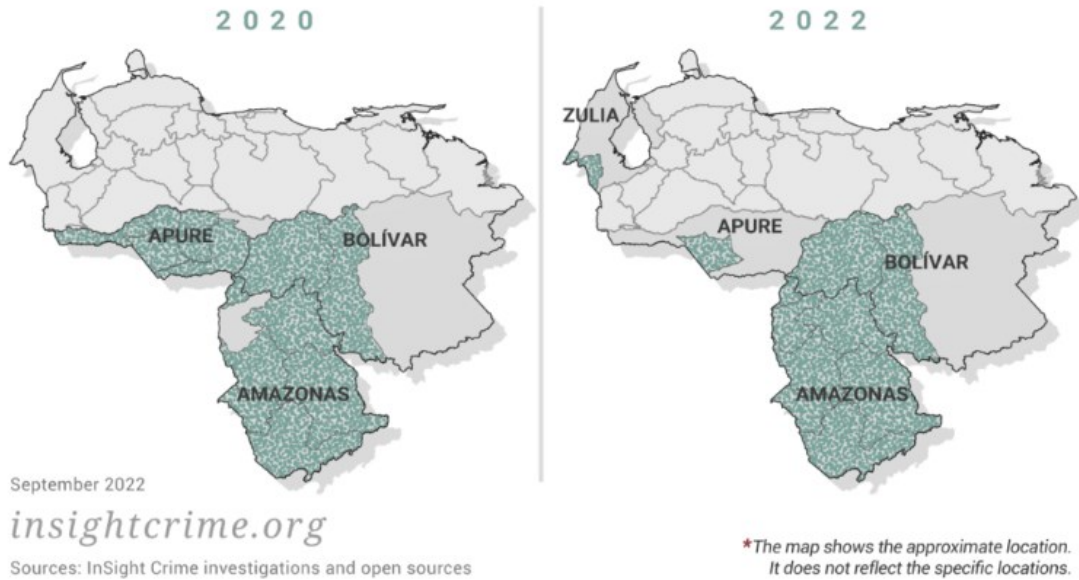 2020
2022
ZULIA
APURE
BOLÍVAR
AMAZONAS
APURE
BOLÍVAR
AMAZONAS
September 2022
insightcrime.org
Sources: InSight Crime investigations and open sources
*The map shows the approximate location.
It does not reflect the specific locations.